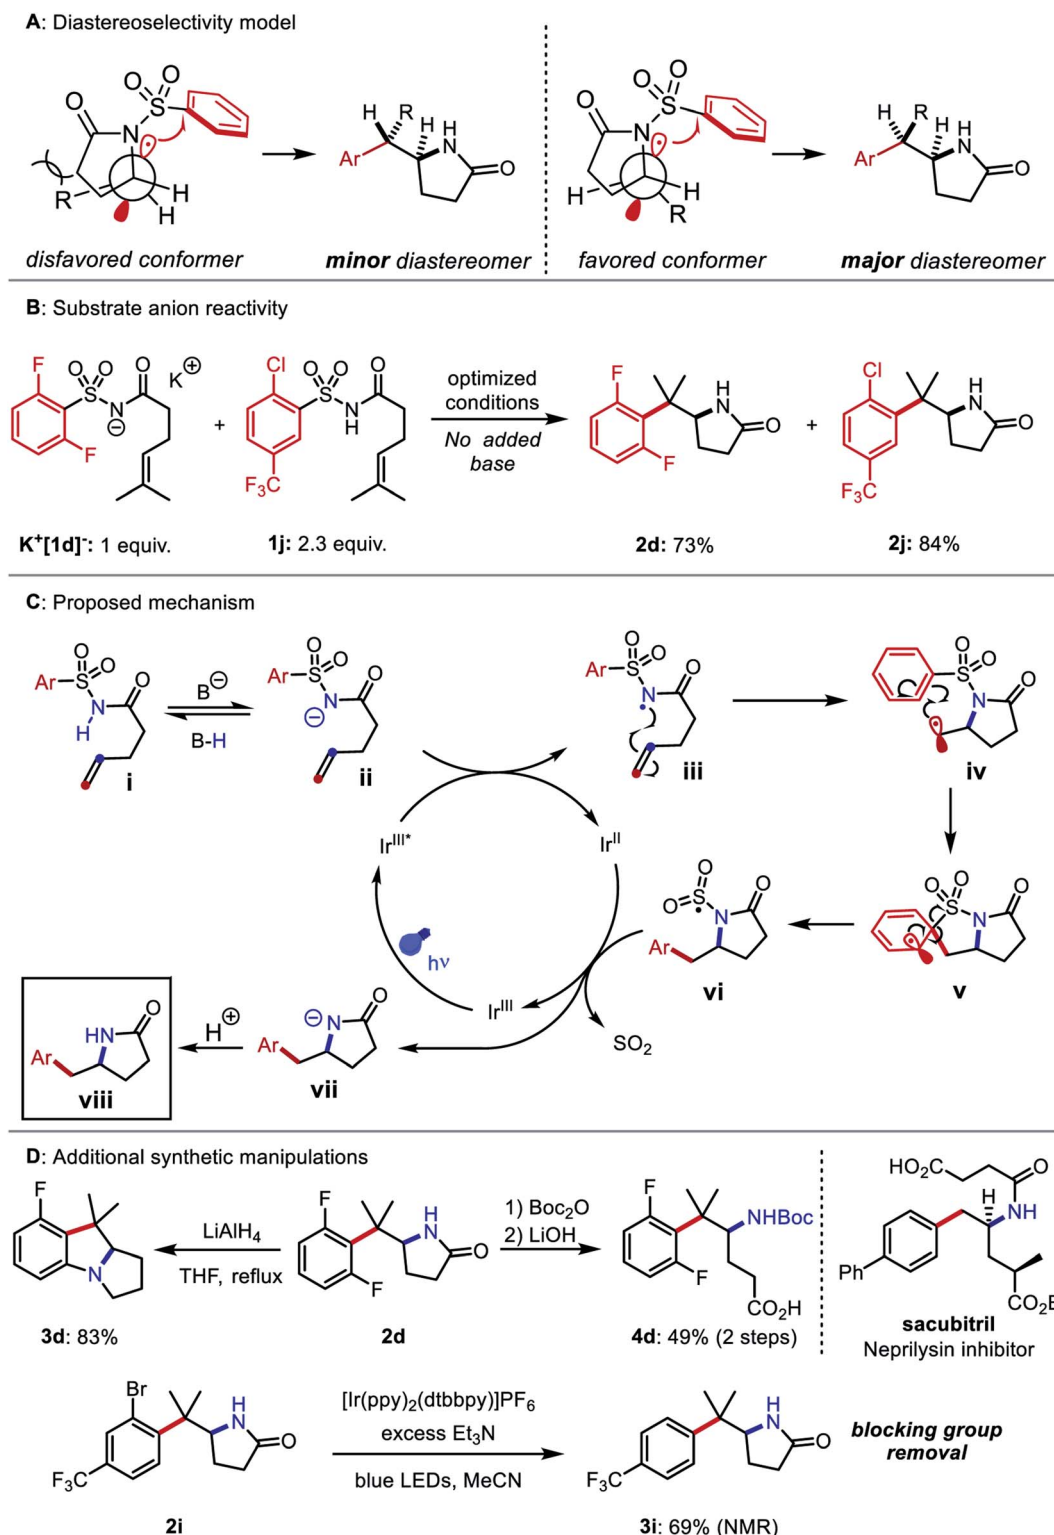 A: Diastereoselectivity model
O O O S N R H H
disfavored conformer
H R H H N Ar O
minor diastereomer
O O O S N H H R
favored conformer
H R H H N Ar O
major diastereomer
B: Substrate anion reactivity
F O O S N ⊖ O K⊕ F
+
Cl O O S N H O F3C
optimized
conditions
No added
base
F F H N O
+
Cl F3C H N O
K+[1d]-: 1 equiv.
1j: 2.3 equiv.
2d: 73%
2j: 84%
C: Proposed mechanism
Ar O O S N H O
i
B⊖
B-H
Ar O O S N ⊖ O
ii
Ar O O S N O
iii
O O S N O
iv
IrIII*
IrII
hν
IrIII
SO2
O O S N O Ar
vi
O O S N O
v
⊖ N O Ar
vii
H⊕
HN O Ar
viii
D: Additional synthetic manipulations
F N
3d: 83%
LiAlH4
THF, reflux
F F H N O
2d
1) Boc2O
2) LiOH
F F NHBoc CO2H
4d: 49% (2 steps)
HO2C O H NH Ph
sacubitril
Neprilysin inhibitor
Br F3C H N O
2i
[Ir(ppy)2(dtbbpy)]PF6
excess Et3N
blue LEDs, MeCN
F3C H N O
3i: 69% (NMR)
blocking group
removal